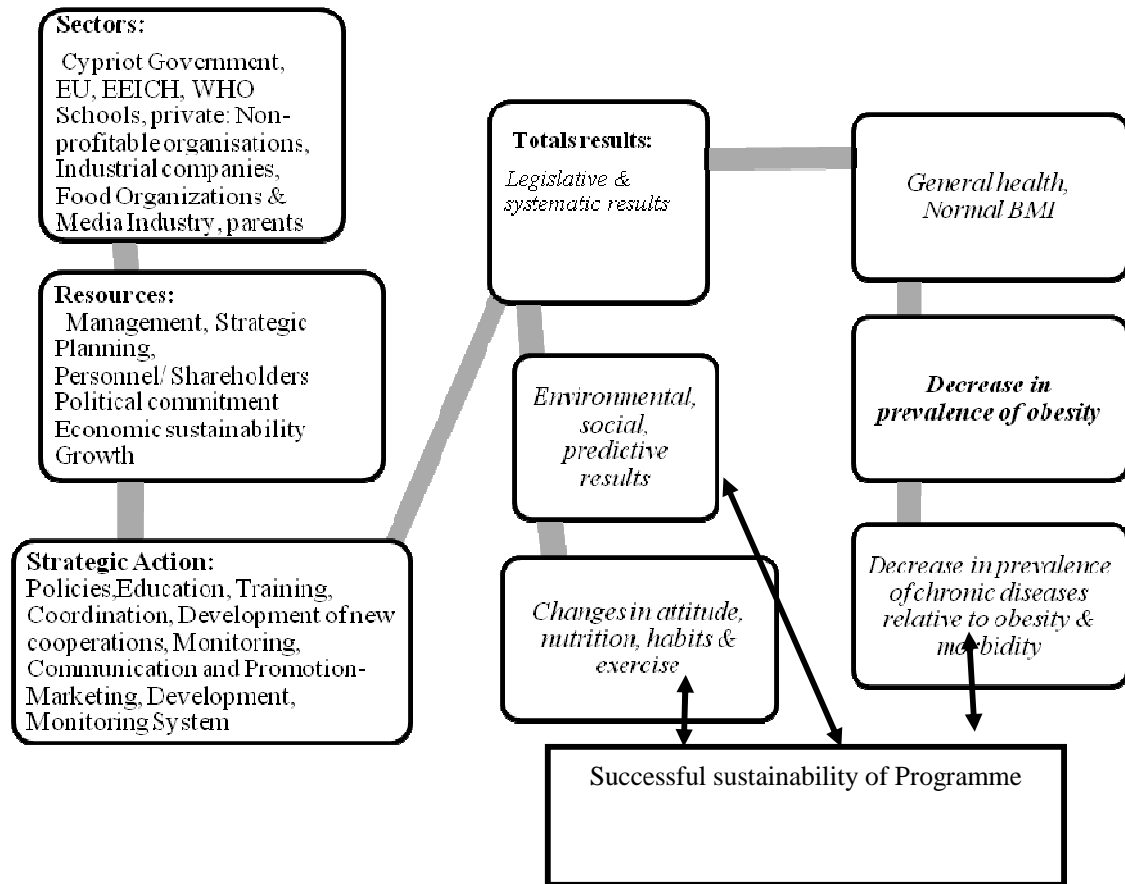 Sectors:
Cypriot Government,
EU, EEICH, WHO
Schools, private: Non-
profitable organisations,
Industrial companies,
Food Organizations &
Media Industry, parents
Resources:
Management, Strategic
Planning,
Personnel/ Shareholders
Political commitment
Economic sustainability
Growth
Strategic Action:
Policies,Education, Training,
Coordination, Development of new
cooperations, Monitoring,
Communication and Promotion-
Marketing, Development,
Monitoring System
Totals results:
Legislative &
systematic results
Environmental,
social,
predictive
results
Changes in attitude,
nutrition, habits &
exercise
General health,
Normal BMI
Decrease in
prevalence of obesity
Decrease in prevalence
of chronic diseases
relative to obesity &
morbidity
Successful sustainability of Programme